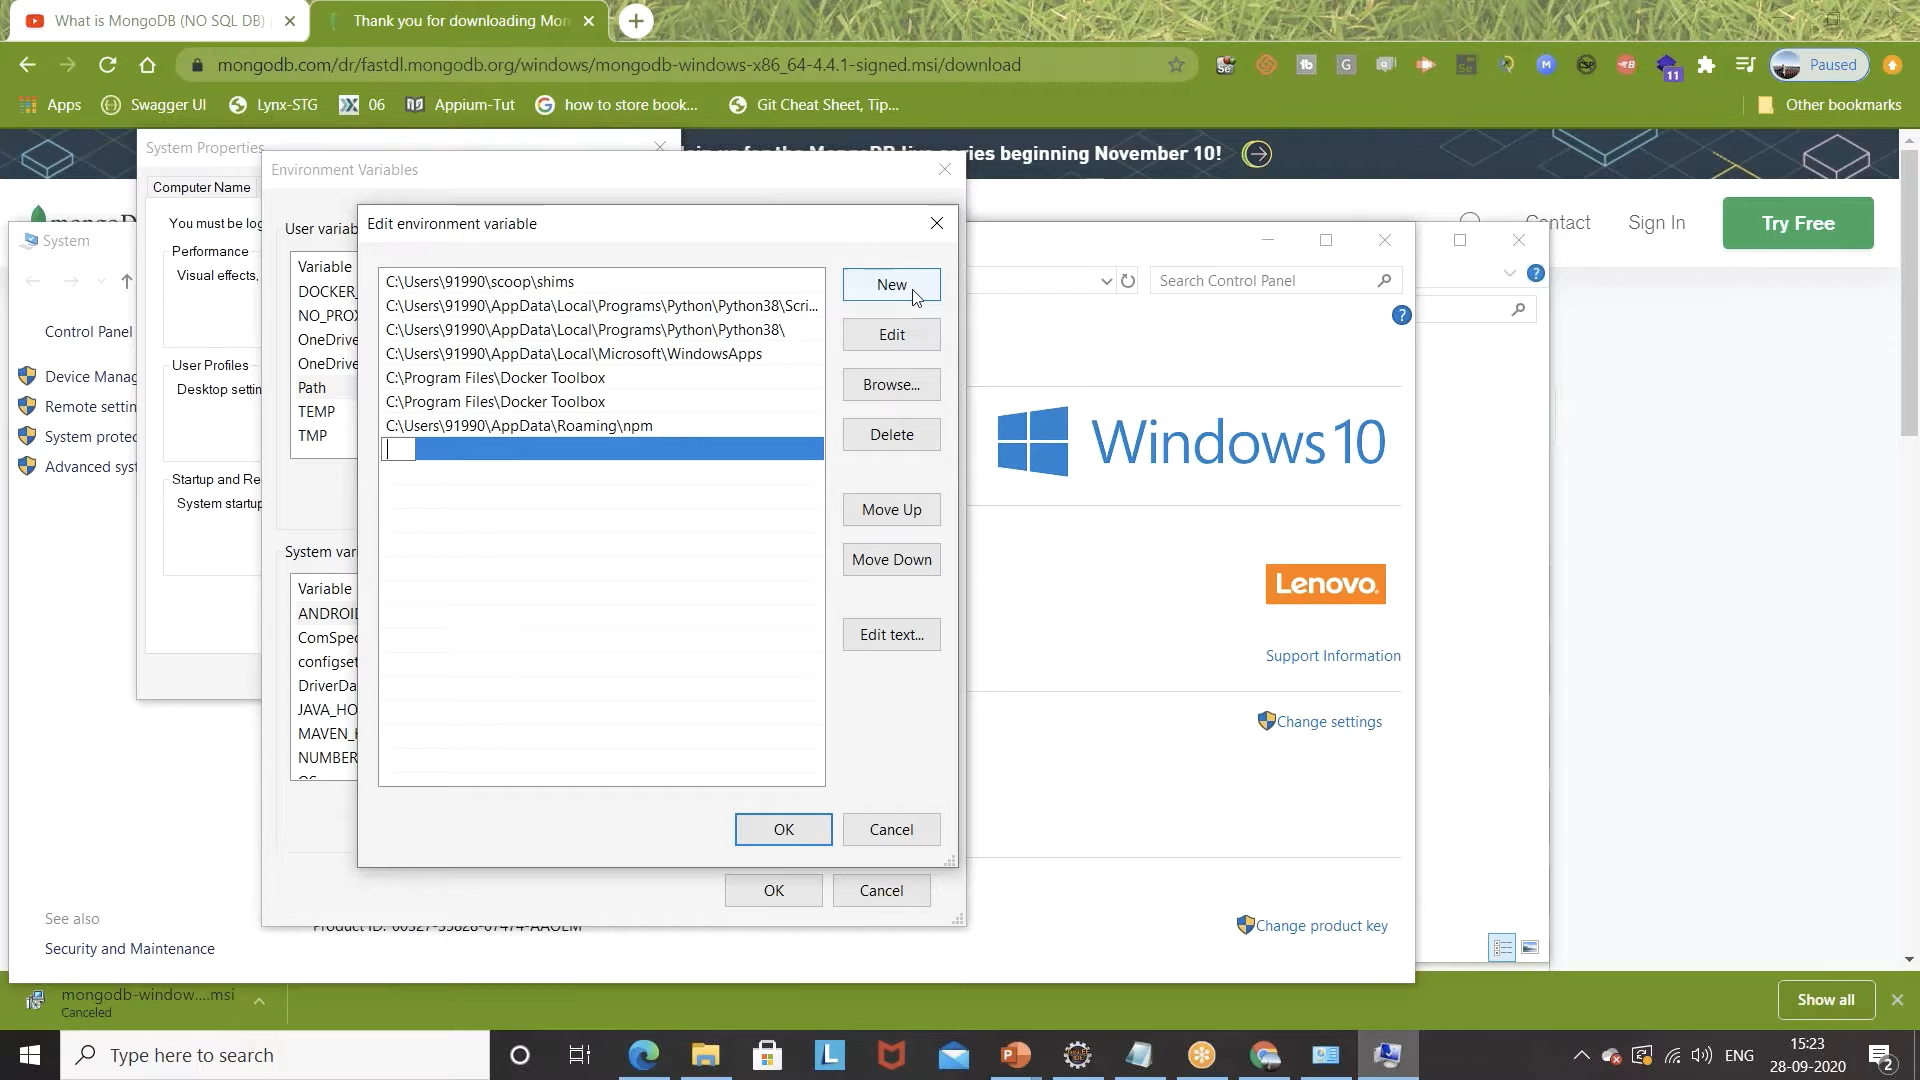 What is MongoDB (NO SQL DB)
Thank you for downloading Mon
mongodb.com/dr/fastdl.mongodb.org/windows/mongodb-windows-x86_64-4.4.1-signed.msi/download
11
Paused
Apps
Swagger UI
Lynx-STG
06
Appium-Tut
how to store book...
Git Cheat Sheet, Tip...
Other bookmarks
beginning November 10!
Contact
Sign In
Try Free
System Properties
Computer Name
You must be log
Performance
Visual effects,
User Profiles
Desktop settin
Startup and Re
System startup
Environment Variables
User variab
Variable
DOCKER_
NO_PROX
OneDrive
OneDrive
Path
TEMP
TMP
System var
Variable
ANDROID
ComSpec
configset
DriverDa
JAVA_HO
MAVEN_H
NUMBER
OS
OK
Cancel
Edit environment variable
C:\Users\91990\scoop\shims
C:\Users\91990\AppData\Local\Programs\Python\Python38\Scri...
C:\Users\91990\AppData\Local\Programs\Python\Python38\
C:\Users\91990\AppData\Local\Microsoft\WindowsApps
C:\Program Files\Docker Toolbox
C:\Program Files\Docker Toolbox
C:\Users\91990\AppData\Roaming\npm
New
Edit
Browse...
Delete
Move Up
Move Down
Edit text...
OK
Cancel
System
Control Panel
Device Manag
Remote settin
System protec
Advanced syst
See also
Security and Maintenance
Search Control Panel
Windows 10
Lenovo
Support Information
Change settings
Change product key
mongodb-window....msi
Canceled
Show all
Type here to search
ENG
15:23
28-09-2020
2